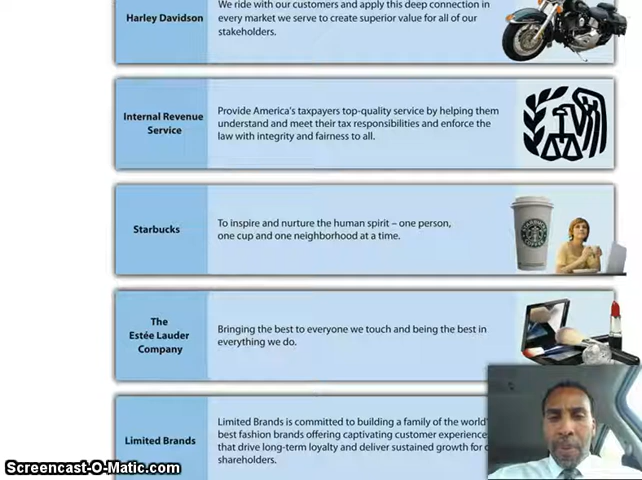 Harley Davidson
We ride with our customers and apply this deep connection in
every market we serve to create superior value for all of our
stakeholders.
Internal Revenue
Service
Provide America's taxpayers top-quality service by helping them
understand and meet their tax responsibilities and enforce the
law with integrity and fairness to all.
Starbucks
To inspire and nurture the human spirit – one person,
one cup and one neighborhood at a time.
The
Estée Lauder
Company
Bringing the best to everyone we touch and being the best in
everything we do.
Limited Brands
Limited Brands is committed to building a family of the world'
best fashion brands offering captivating customer experience
that drive long-term loyalty and deliver sustained growth for
shareholders.
Screencast-O-Matic.com